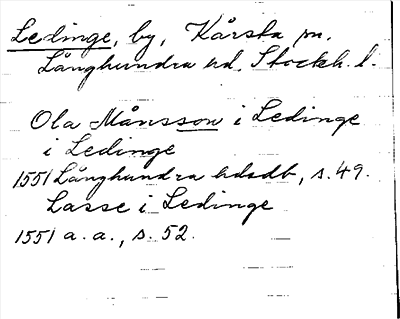 Ledinge, by, Kårsta sn.
Långhundra hd. Stockh. l.
Ola Månsson i Ledinge
i Ledinge
1551 Långhundra hdsdb, s. 49.
Lasse i Ledinge
1551 a. a., s. 52.